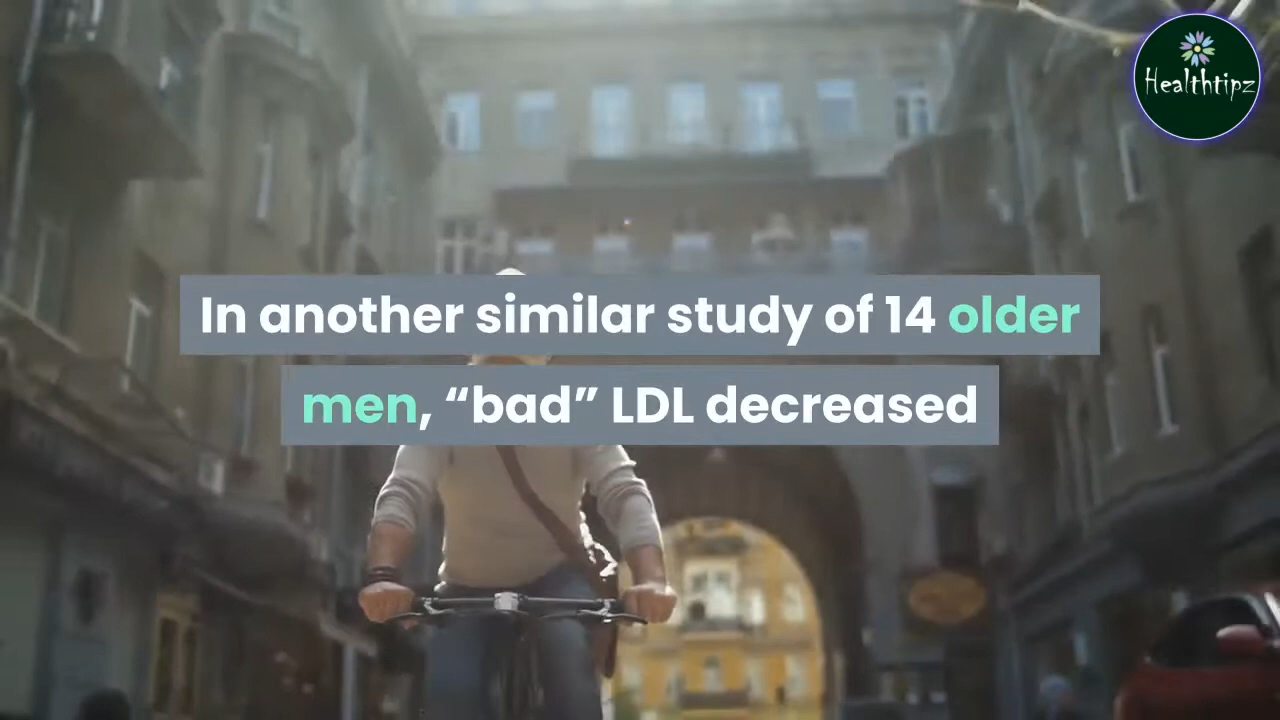 Healthtipz
In another similar study of 14 older
men, “bad” LDL decreased